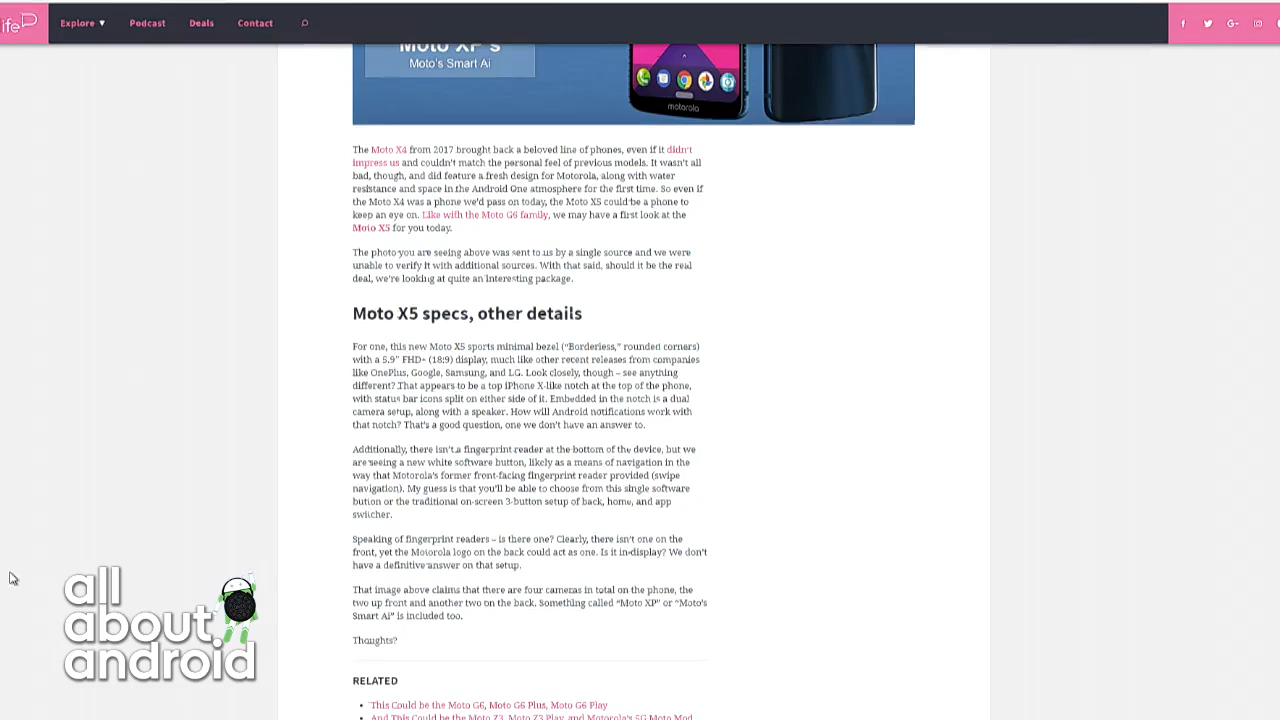 ife
Explore ▼
Podcast
Deals
Contact
Moto XP's
Moto's Smart Ai
motorola
The Moto X4 from 2017 brought back a beloved line of phones, even if it didn't
impress us and couldn't match the personal feel of previous models. It wasn't all
bad, though, and did feature a fresh design for Motorola, along with water
resistance and space in the Android One atmosphere for the first time. So even if
the Moto X4 was a phone we'd pass on today, the Moto X5 could be a phone to
keep an eye on. Like with the Moto G6 family, we may have a first look at the
Moto X5 for you today.
The photo you are seeing above was sent to us by a single source and we were
unable to verify it with additional sources. With that said, should it be the real
deal, we're looking at quite an interesting package.
Moto X5 specs, other details
For one, this new Moto X5 sports minimal bezel ("Borderless," rounded corners)
with a 5.9" FHD+ (18:9) display, much like other recent releases from companies
like OnePlus, Google, Samsung, and LG. Look closely, though – see anything
different? That appears to be a top iPhone X-like notch at the top of the phone,
with status bar icons split on either side of it. Embedded in the notch is a dual
camera setup, along with a speaker. How will Android notifications work with
that notch? That's a good question, one we don't have an answer to.
Additionally, there isn't a fingerprint reader at the bottom of the device, but we
are seeing a new white software button, likely as a means of navigation in the
way that Motorola's former front-facing fingerprint reader provided (swipe
navigation). My guess is that you'll be able to choose from this single software
button or the traditional on-screen 3-button setup of back, home, and app
switcher.
Speaking of fingerprint readers – is there one? Clearly, there isn't one on the
front, yet the Motorola logo on the back could act as one. Is it in-display? We don't
have a definitive answer on that setup.
That image above claims that there are four cameras in total on the phone, the
two up front and another two on the back. Something called "Moto XP" or "Moto's
Smart Ai" is included too.
Thoughts?
RELATED
• This Could be the Moto G6, Moto G6 Plus, Moto G6 Play
• And This Could be the Moto Z3, Moto Z3 Play, and Motorola's 5G Moto Mod
all
about
android